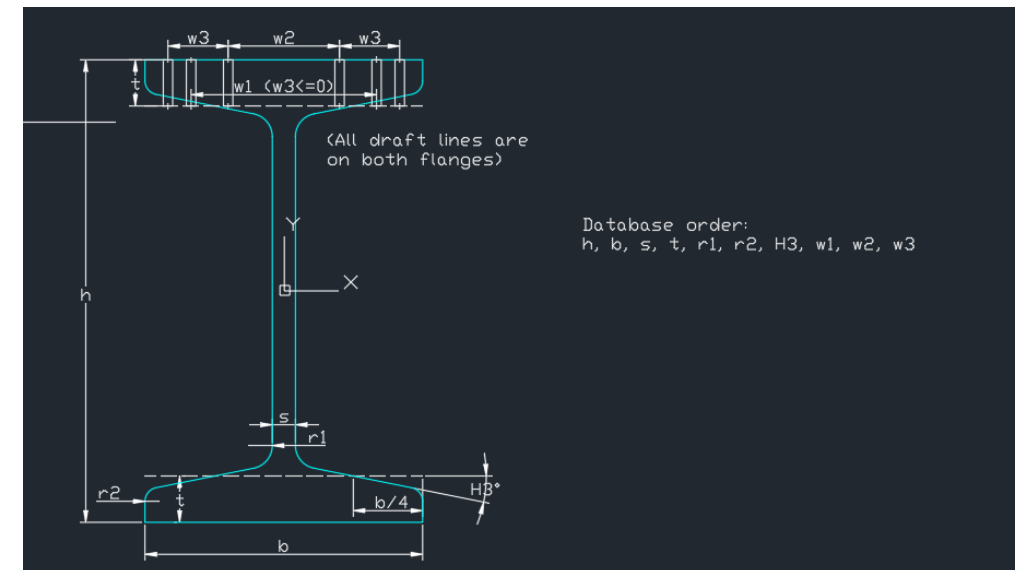 w3 w2 w3
t
w1 (w3<=0)
(All draft lines are
on both flanges)
Database order:
h, b, s, t, r1, r2, H3, w1, w2, w3
Y
X
h
s
r1
r2
t
b/4
H3°
b